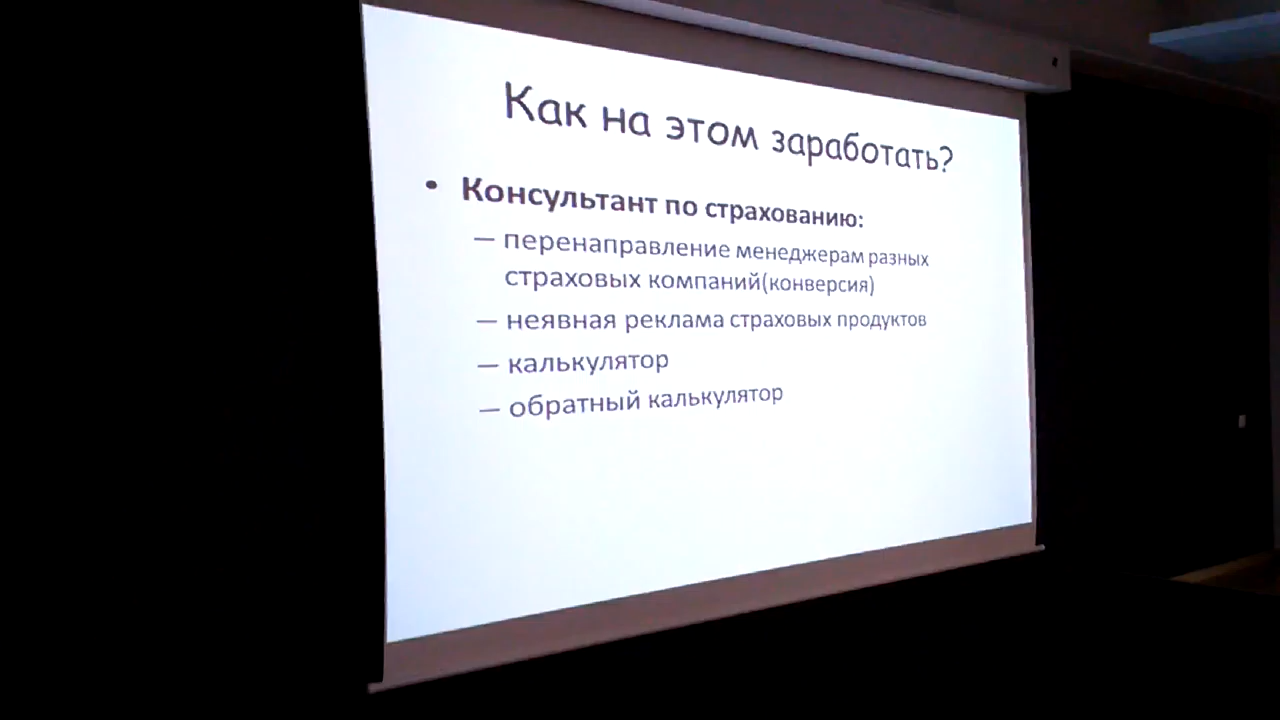 Как на этом заработать?
• Консультант по страхованию:
— перенаправление менеджерам разных
страховых компаний(конверсия)
— неявная реклама страховых продуктов
— калькулятор
— обратный калькулятор